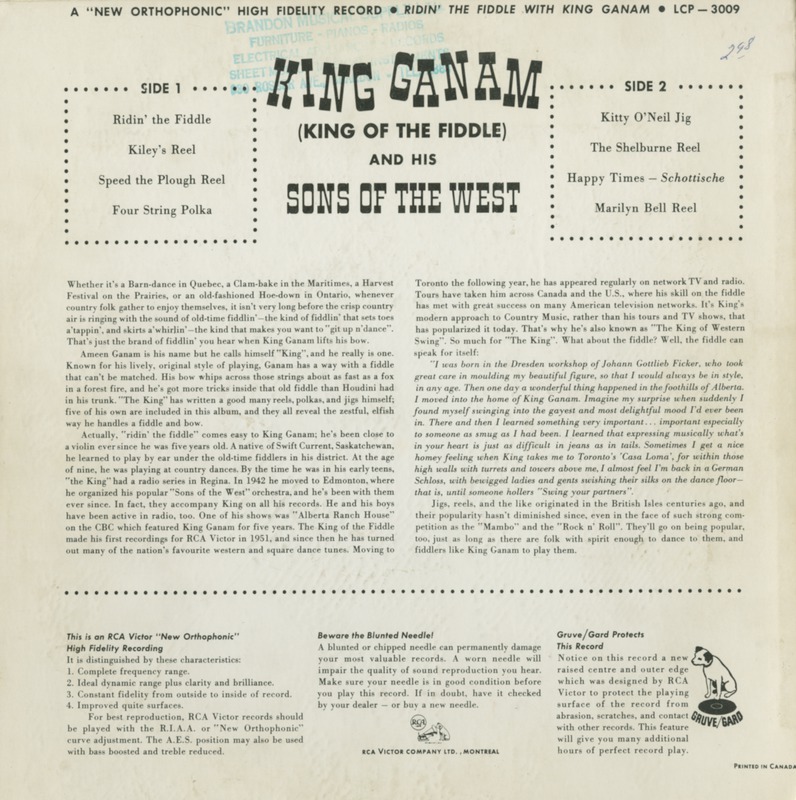 A "NEW ORTHOPHONIC" HIGH FIDELITY RECORD ● RIDIN' THE FIDDLE WITH KING GANAM ● LCP — 3009
BRANDON MUSIC
FURNITURE - PIANOS - RADIOS
ELECTRICAL
SHEET
298
KING GANAM
(KING OF THE FIDDLE)
AND HIS
SONS OF THE WEST
SIDE 1
Ridin' the Fiddle
Kiley's Reel
Speed the Plough Reel
Four String Polka
SIDE 2
Kitty O'Neil Jig
The Shelburne Reel
Happy Times – Schottische
Marilyn Bell Reel
Whether it's a Barn-dance in Quebec, a Clam-bake in the Maritimes, a Harvest
Festival on the Prairies, or an old-fashioned Hoe-down in Ontario, whenever
country folk gather to enjoy themselves, it isn't very long before the crisp country
air is ringing with the sound of old-time fiddlin'—the kind of fiddlin' that sets toes
a'tappin', and skirts a'whirlin'—the kind that makes you want to "git up n'dance".
That's just the brand of fiddlin' you hear when King Ganam lifts his bow.
Ameen Ganam is his name but he calls himself "King", and he really is one.
Known for his lively, original style of playing, Ganam has a way with a fiddle
that can't be matched. His bow whips across those strings about as fast as a fox
in a forest fire, and he's got more tricks inside that old fiddle than Houdini had
in his trunk. "The King" has written a good many reels, polkas, and jigs himself;
five of his own are included in this album, and they all reveal the zestful, elfish
way he handles a fiddle and bow.
Actually, "ridin' the fiddle" comes easy to King Ganam; he's been close to
a violin ever since he was five years old. A native of Swift Current, Saskatchewan,
he learned to play by ear under the old-time fiddlers in his district. At the age
of nine, he was playing at country dances. By the time he was in his early teens,
"the King" had a radio series in Regina. In 1942 he moved to Edmonton, where
he organized his popular "Sons of the West" orchestra, and he's been with them
ever since. In fact, they accompany King on all his records. He and his boys
have been active in radio, too. One of his shows was "Alberta Ranch House"
on the CBC which featured King Ganam for five years. The King of the Fiddle
made his first recordings for RCA Victor in 1951, and since then he has turned
out many of the nation's favourite western and square dance tunes. Moving to
Toronto the following year, he has appeared regularly on network TV and radio.
Tours have taken him across Canada and the U.S., where his skill on the fiddle
has met with great success on many American television networks. It's King's
modern approach to Country Music, rather than his tours and TV shows, that
has popularized it today. That's why he's also known as "The King of Western
Swing". So much for "The King". What about the fiddle? Well, the fiddle can
speak for itself:
"I was born in the Dresden workshop of Johann Gottlieb Ficker, who took
great care in moulding my beautiful figure, so that I would always be in style,
in any age. Then one day a wonderful thing happened in the foothills of Alberta.
I moved into the home of King Ganam. Imagine my surprise when suddenly I
found myself swinging into the gayest and most delightful mood I'd ever been
in. There and then I learned something very important... important especially
to someone as smug as I had been. I learned that expressing musically what's
in your heart is just as difficult in jeans as in tails. Sometimes I get a nice
homey feeling when King takes me to Toronto's 'Casa Loma', for within those
high walls with turrets and towers above me, I almost feel I'm back in a German
Schloss, with bewigged ladies and gents swishing their silks on the dance floor—
that is, until someone hollers "Swing your partners".
Jigs, reels, and the like originated in the British Isles centuries ago, and
their popularity hasn't diminished since, even in the face of such strong com-
petition as the "Mambo" and the "Rock n' Roll". They'll go on being popular,
too, just as long as there are folk with spirit enough to dance to them, and
fiddlers like King Ganam to play them.
This is an RCA Victor "New Orthophonic"
High Fidelity Recording
It is distinguished by these characteristics:
1. Complete frequency range.
2. Ideal dynamic range plus clarity and brilliance.
3. Constant fidelity from outside to inside of record.
4. Improved quite surfaces.
For best reproduction, RCA Victor records should
be played with the R.I.A.A. or "New Orthophonic"
curve adjustment. The A.E.S. position may also be used
with bass boosted and treble reduced.
Beware the Blunted Needle!
A blunted or chipped needle can permanently damage
your most valuable records. A worn needle will
impair the quality of sound reproduction you hear.
Make sure your needle is in good condition before
you play this record. If in doubt, have it checked
by your dealer — or buy a new needle.
RCA
RCA VICTOR COMPANY LTD., MONTREAL
Gruve/Gard Protects
This Record
Notice on this record a new
raised centre and outer edge
which was designed by RCA
Victor to protect the playing
surface of the record from
abrasion, scratches, and contact
with other records. This feature
will give you many additional
hours of perfect record play.
GRUVE/GARD
PRINTED IN CANADA